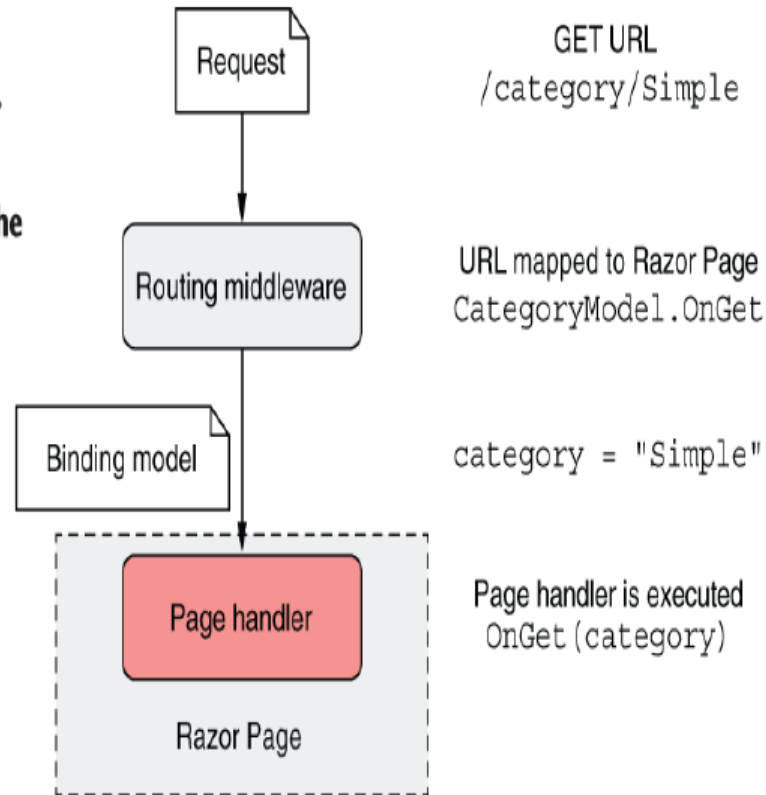 Request
GET URL
/category/Simple
he
Routing middleware
URL mapped to Razor Page
CategoryModel.OnGet
Binding model
category = "Simple"
Page handler
Page handler is executed
OnGet(category)
Razor Page